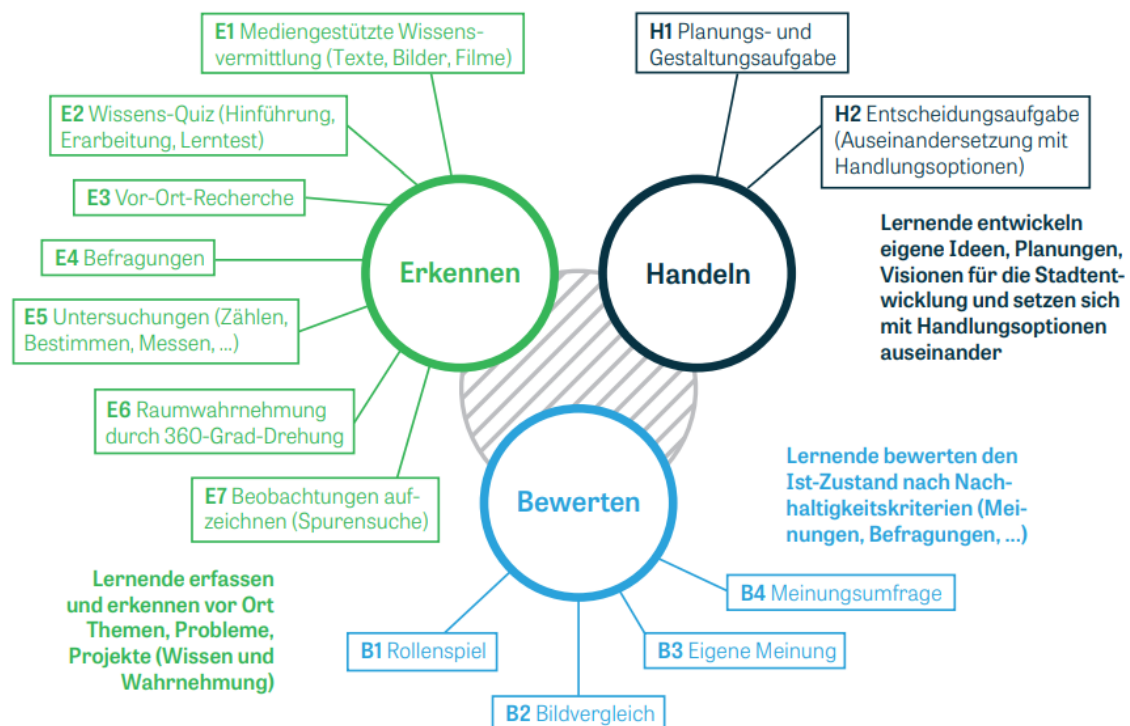 E1 Mediengestützte Wissens-
vermittlung (Texte, Bilder, Filme)
E2 Wissens-Quiz (Hinführung,
Erarbeitung, Lerntest)
E3 Vor-Ort-Recherche
E4 Befragungen
E5 Untersuchungen (Zählen,
Bestimmen, Messen, ...)
E6 Raumwahrnehmung
durch 360-Grad-Drehung
E7 Beobachtungen auf-
zeichnen (Spurensuche)
Erkennen
Lernende erfassen
und erkennen vor Ort
Themen, Probleme,
Projekte (Wissen und
Wahrnehmung)
H1 Planungs- und
Gestaltungsaufgabe
H2 Entscheidungsaufgabe
(Auseinandersetzung mit
Handlungsoptionen)
Handeln
Lernende entwickeln
eigene Ideen, Planungen,
Visionen für die Stadtent-
wicklung und setzen sich
mit Handlungsoptionen
auseinander
Bewerten
Lernende bewerten den
Ist-Zustand nach Nach-
haltigkeitskriterien (Mei-
nungen, Befragungen, ...)
B1 Rollenspiel
B2 Bildvergleich
B3 Eigene Meinung
B4 Meinungsumfrage